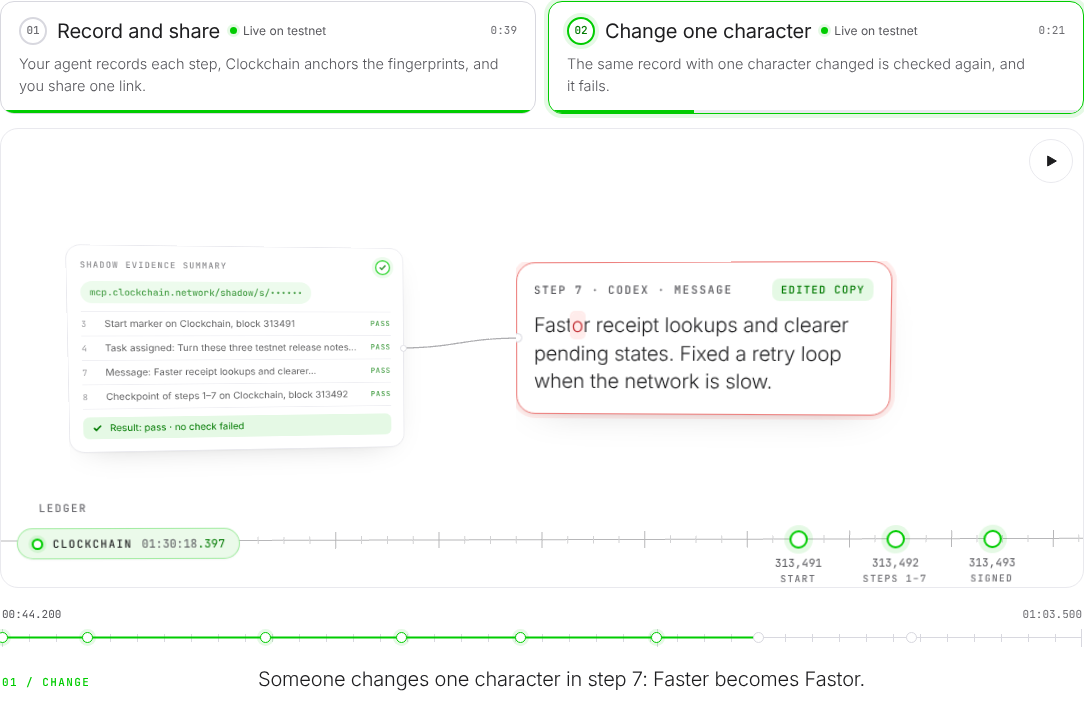 01 Record and share Live on testnet 0:39
Your agent records each step, Clockchain anchors the fingerprints, and
you share one link.
02 Change one character Live on testnet 0:21
The same record with one character changed is checked again, and
it fails.
SHADOW EVIDENCE SUMMARY
mcp.clockchain.network/shadow/s/••••••
3 Start marker on Clockchain, block 313491 PASS
4 Task assigned: Turn these three testnet release notes... PASS
7 Message: Faster receipt lookups and clearer... PASS
8 Checkpoint of steps 1–7 on Clockchain, block 313492 PASS
Result: pass · no check failed
STEP 7 · CODEX · MESSAGE EDITED COPY
Fastor receipt lookups and clearer
pending states. Fixed a retry loop
when the network is slow.
LEDGER
CLOCKCHAIN 01:30:18.397
313,491 313,492 313,493
START STEPS 1–7 SIGNED
00:44.200 01:03.500
01 / CHANGE Someone changes one character in step 7: Faster becomes Fastor.